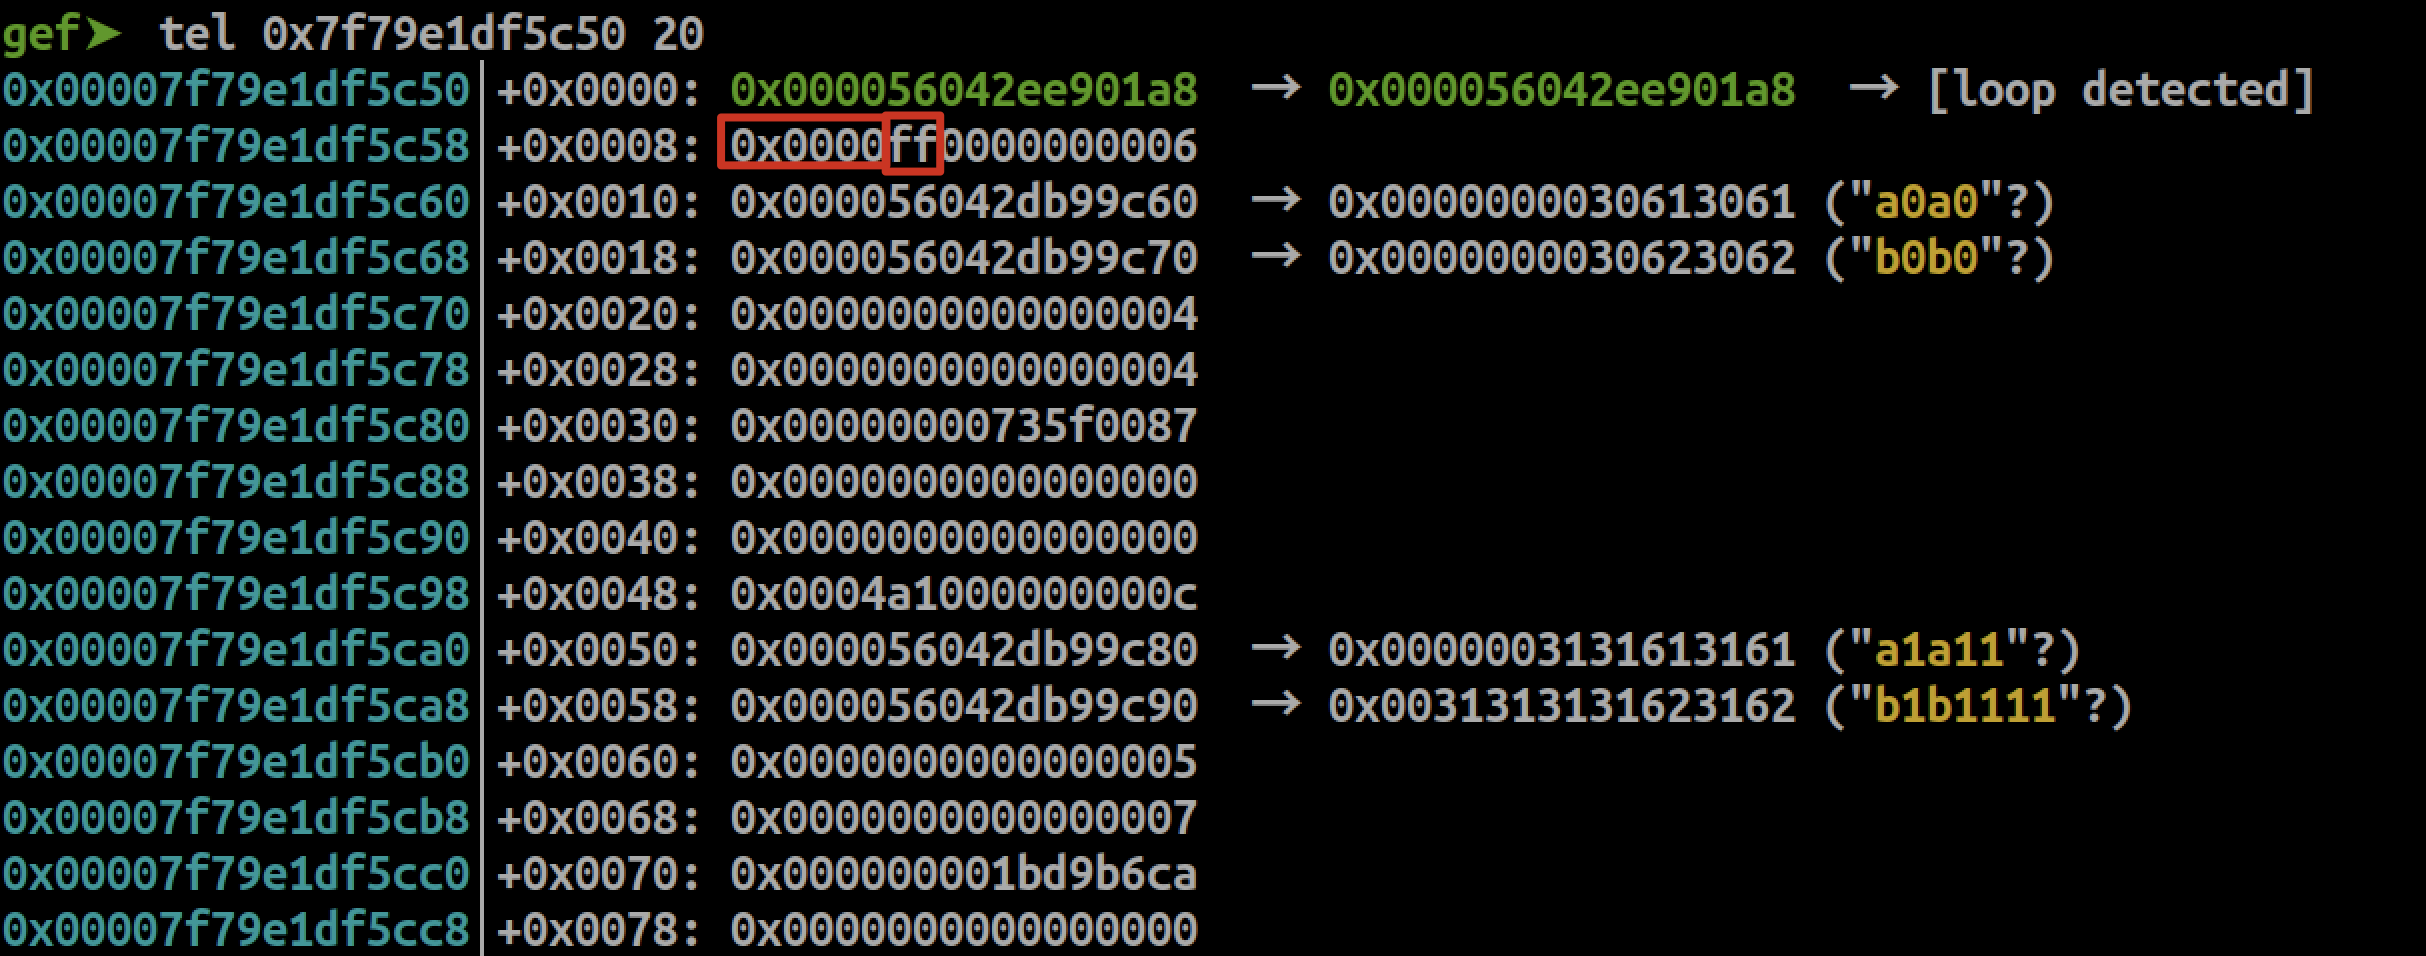 gef➤ tel 0x7f79e1df5c50 20
0x00007f79e1df5c50│+0x0000: 0x000056042ee901a8 → 0x000056042ee901a8 → [loop detected]
0x00007f79e1df5c58│+0x0008: 0x0000ff0000000006
0x00007f79e1df5c60│+0x0010: 0x000056042db99c60 → 0x0000000030613061 ("a0a0"?)
0x00007f79e1df5c68│+0x0018: 0x000056042db99c70 → 0x0000000030623062 ("b0b0"?)
0x00007f79e1df5c70│+0x0020: 0x0000000000000004
0x00007f79e1df5c78│+0x0028: 0x0000000000000004
0x00007f79e1df5c80│+0x0030: 0x00000000735f0087
0x00007f79e1df5c88│+0x0038: 0x0000000000000000
0x00007f79e1df5c90│+0x0040: 0x0000000000000000
0x00007f79e1df5c98│+0x0048: 0x0004a1000000000c
0x00007f79e1df5ca0│+0x0050: 0x000056042db99c80 → 0x0000003131613161 ("a1a11"?)
0x00007f79e1df5ca8│+0x0058: 0x000056042db99c90 → 0x0031313131623162 ("b1b1111"?)
0x00007f79e1df5cb0│+0x0060: 0x0000000000000005
0x00007f79e1df5cb8│+0x0068: 0x0000000000000007
0x00007f79e1df5cc0│+0x0070: 0x000000001bd9b6ca
0x00007f79e1df5cc8│+0x0078: 0x0000000000000000